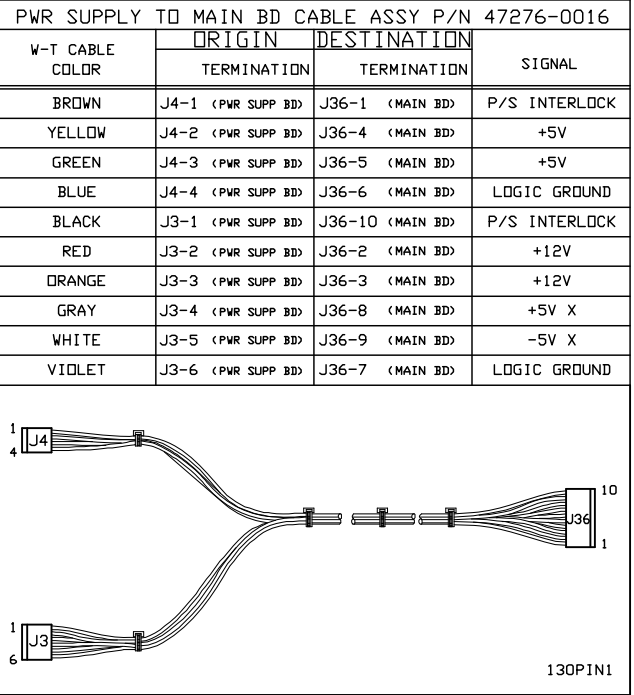 PWR SUPPLY TO MAIN BD CABLE ASSY P/N 47276-0016
W-T CABLE COLOR ORIGIN TERMINATION DESTINATION TERMINATION SIGNAL
BROWN J4-1 (PWR SUPP BD) J36-1 (MAIN BD) P/S INTERLOCK
YELLOW J4-2 (PWR SUPP BD) J36-4 (MAIN BD) +5V
GREEN J4-3 (PWR SUPP BD) J36-5 (MAIN BD) +5V
BLUE J4-4 (PWR SUPP BD) J36-6 (MAIN BD) LOGIC GROUND
BLACK J3-1 (PWR SUPP BD) J36-10 (MAIN BD) P/S INTERLOCK
RED J3-2 (PWR SUPP BD) J36-2 (MAIN BD) +12V
ORANGE J3-3 (PWR SUPP BD) J36-3 (MAIN BD) +12V
GRAY J3-4 (PWR SUPP BD) J36-8 (MAIN BD) +5V X
WHITE J3-5 (PWR SUPP BD) J36-9 (MAIN BD) -5V X
VIOLET J3-6 (PWR SUPP BD) J36-7 (MAIN BD) LOGIC GROUND
1
J4
4
10
J36
1
1
J3
6
130PIN1